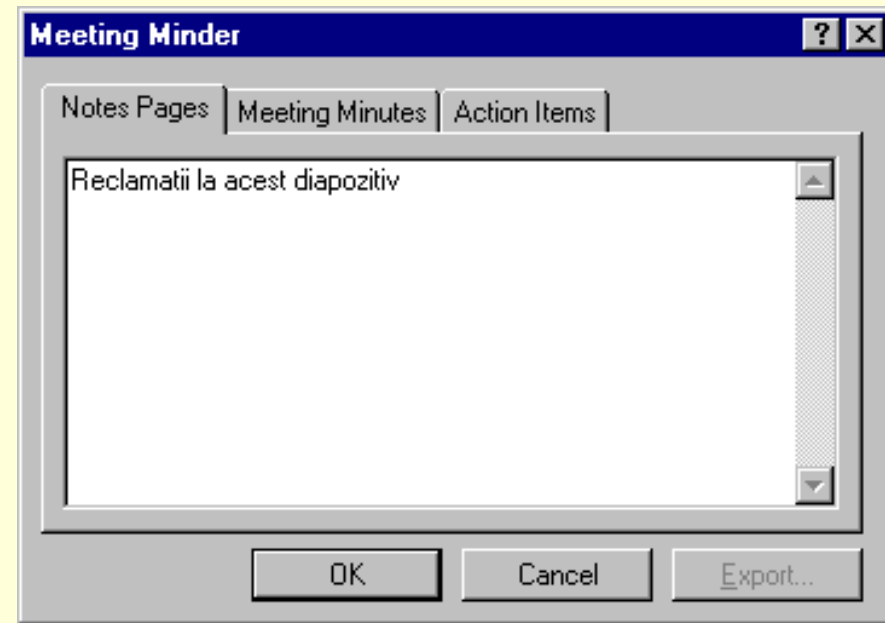 Meeting Minder
Notes Pages Meeting Minutes Action Items
Reclamatii la acest diapozitiv
OK Cancel Export...